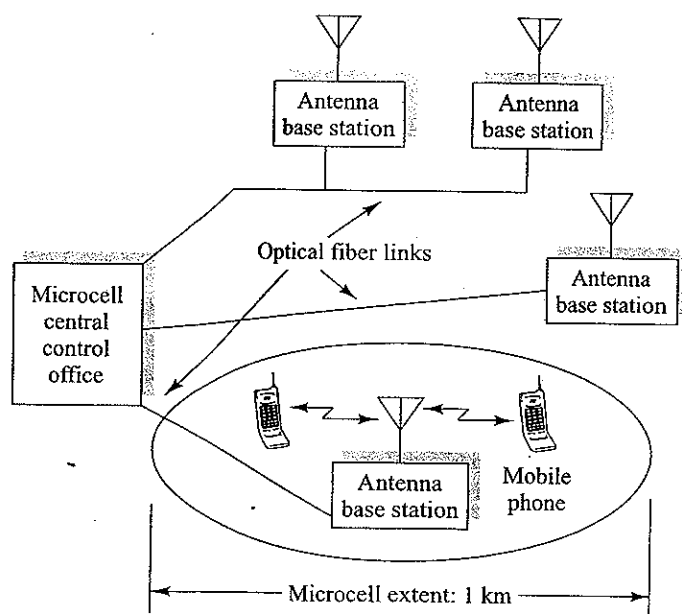 Antenna
base station
Antenna
base station
Optical fiber links
Antenna
base station
Microcell
central
control
office
Antenna
base station
Mobile
phone
Microcell extent: 1 km